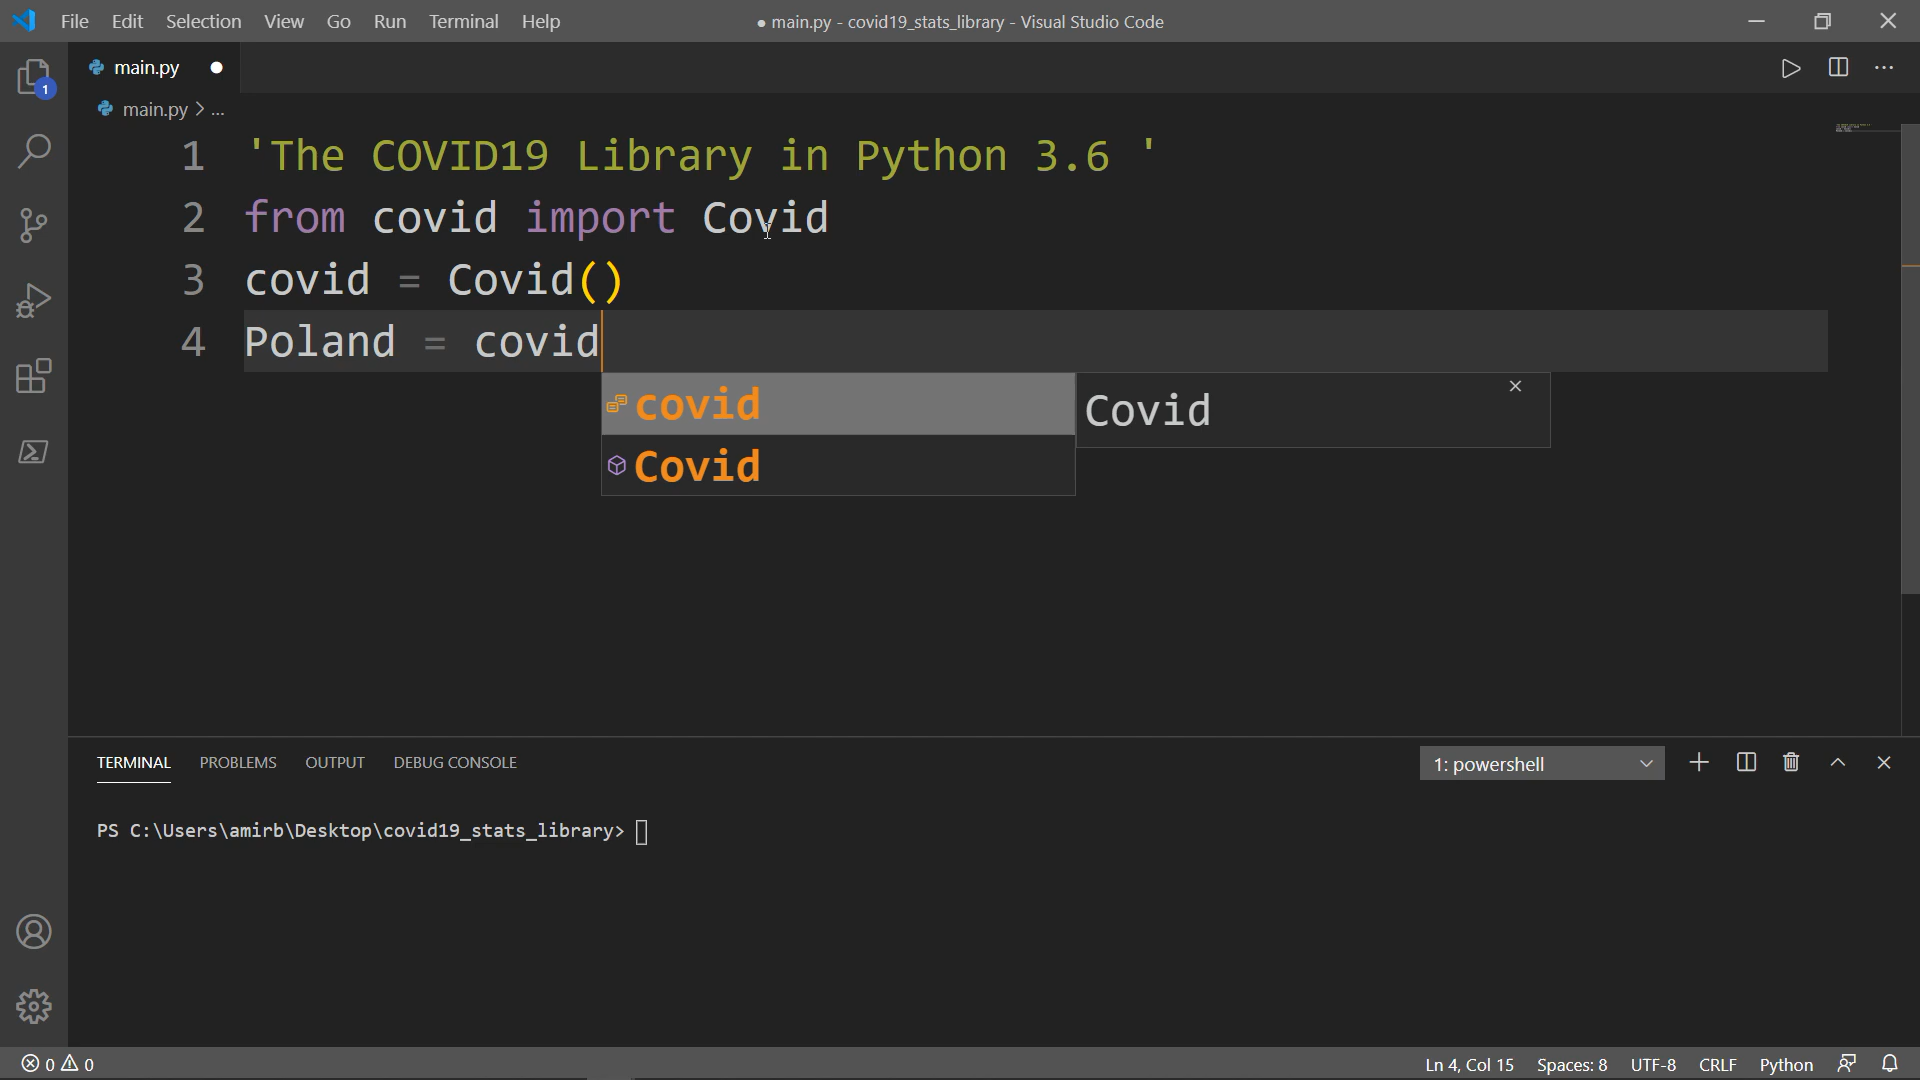 File Edit Selection View Go Run Terminal Help ● main.py - covid19_stats_library - Visual Studio Code
main.py ●
1
main.py > ...
1 'The COVID19 Library in Python 3.6 '
2 from covid import Covid
3 covid = Covid()
4 Poland = covid
covid Covid
Covid
TERMINAL PROBLEMS OUTPUT DEBUG CONSOLE 1: powershell
PS C:\Users\amirb\Desktop\covid19_stats_library>
0 0 Ln 4, Col 15 Spaces: 8 UTF-8 CRLF Python